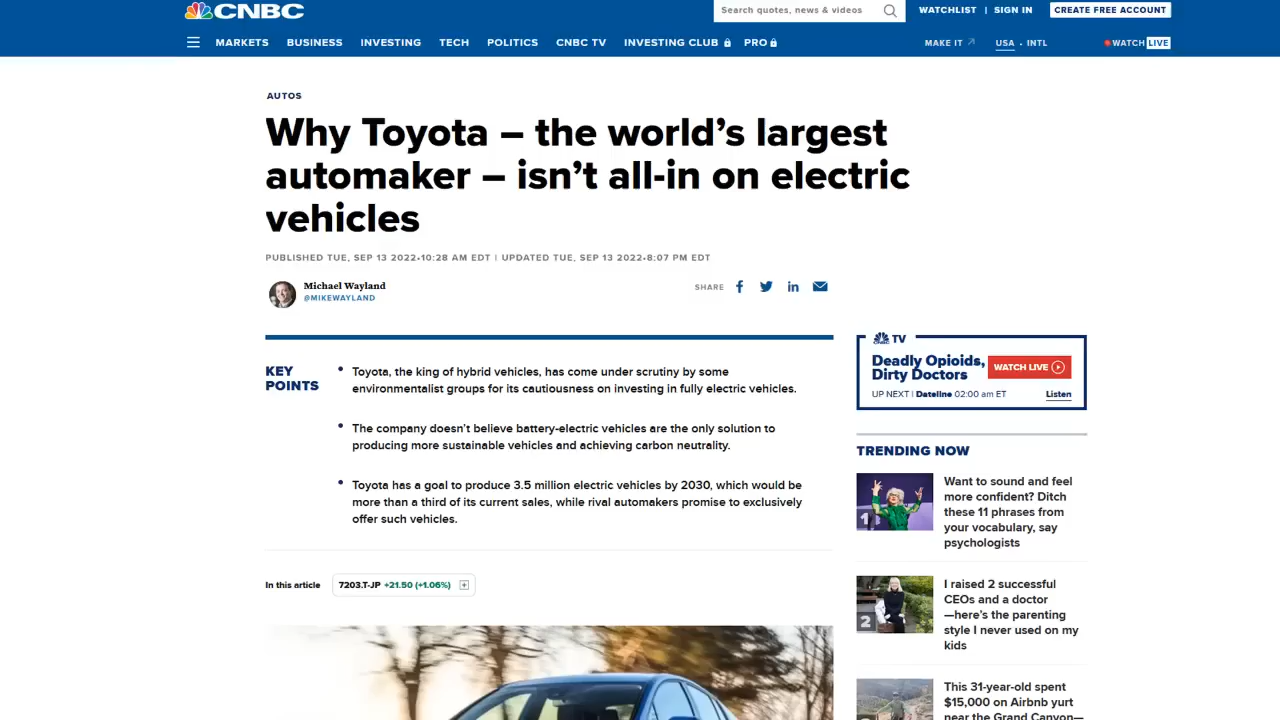 CNBC
Search quotes, news & videos
WATCHLIST | SIGN IN
CREATE FREE ACCOUNT
MARKETS BUSINESS INVESTING TECH POLITICS CNBC TV INVESTING CLUB PRO
MAKE IT USA • INTL
WATCH LIVE
AUTOS
Why Toyota – the world’s largest
automaker – isn’t all-in on electric
vehicles
PUBLISHED TUE, SEP 13 2022•10:28 AM EDT | UPDATED TUE, SEP 13 2022•8:07 PM EDT
Michael Wayland
@MIKEWAYLAND
SHARE
KEY
POINTS
• Toyota, the king of hybrid vehicles, has come under scrutiny by some
environmentalist groups for its cautiousness on investing in fully electric vehicles.
• The company doesn’t believe battery-electric vehicles are the only solution to
producing more sustainable vehicles and achieving carbon neutrality.
• Toyota has a goal to produce 3.5 million electric vehicles by 2030, which would be
more than a third of its current sales, while rival automakers promise to exclusively
offer such vehicles.
In this article
7203.T-JP +21.50 (+1.06%)
CNBC TV
Deadly Opioids,
Dirty Doctors
WATCH LIVE
UP NEXT | Dateline 02:00 am ET
Listen
TRENDING NOW
1
Want to sound and feel
more confident? Ditch
these 11 phrases from
your vocabulary, say
psychologists
2
I raised 2 successful
CEOs and a doctor
—here’s the parenting
style I never used on my
kids
This 31-year-old spent
$15,000 on Airbnb yurt
near the Grand Canyon—